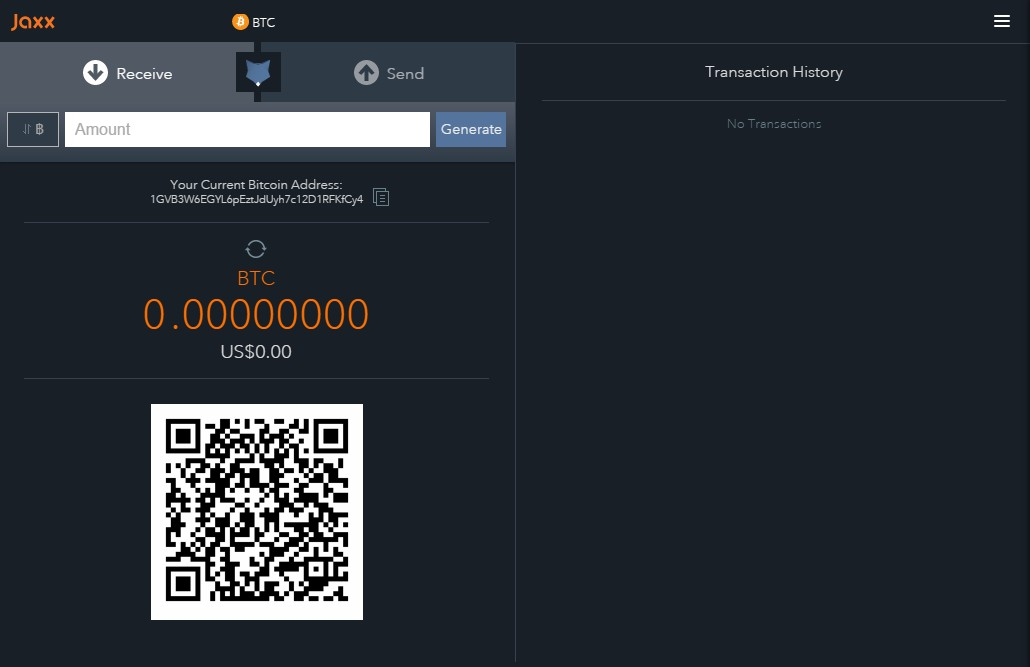 Jaxx
BTC
Receive
Send
Amount
Generate
Your Current Bitcoin Address:
1GVB3W6EGYL6pEztJdUyh7c12D1RFKfCy4
BTC
0.00000000
US$0.00
Transaction History
No Transactions